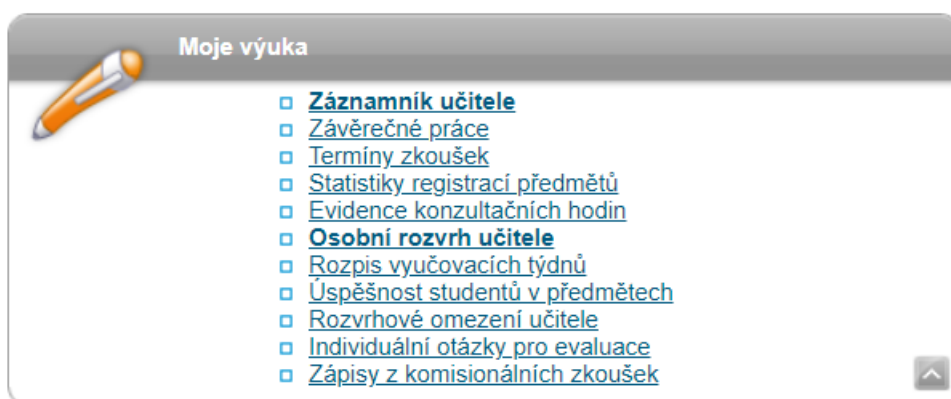 Moje výuka
Záznamník učitele
Závěrečné práce
Termíny zkoušek
Statistiky registrací předmětů
Evidence konzultačních hodin
Osobní rozvrh učitele
Rozpis vyučovacích týdnů
Úspěšnost studentů v předmětech
Rozvrhové omezení učitele
Individuální otázky pro evaluace
Zápisy z komisionálních zkoušek